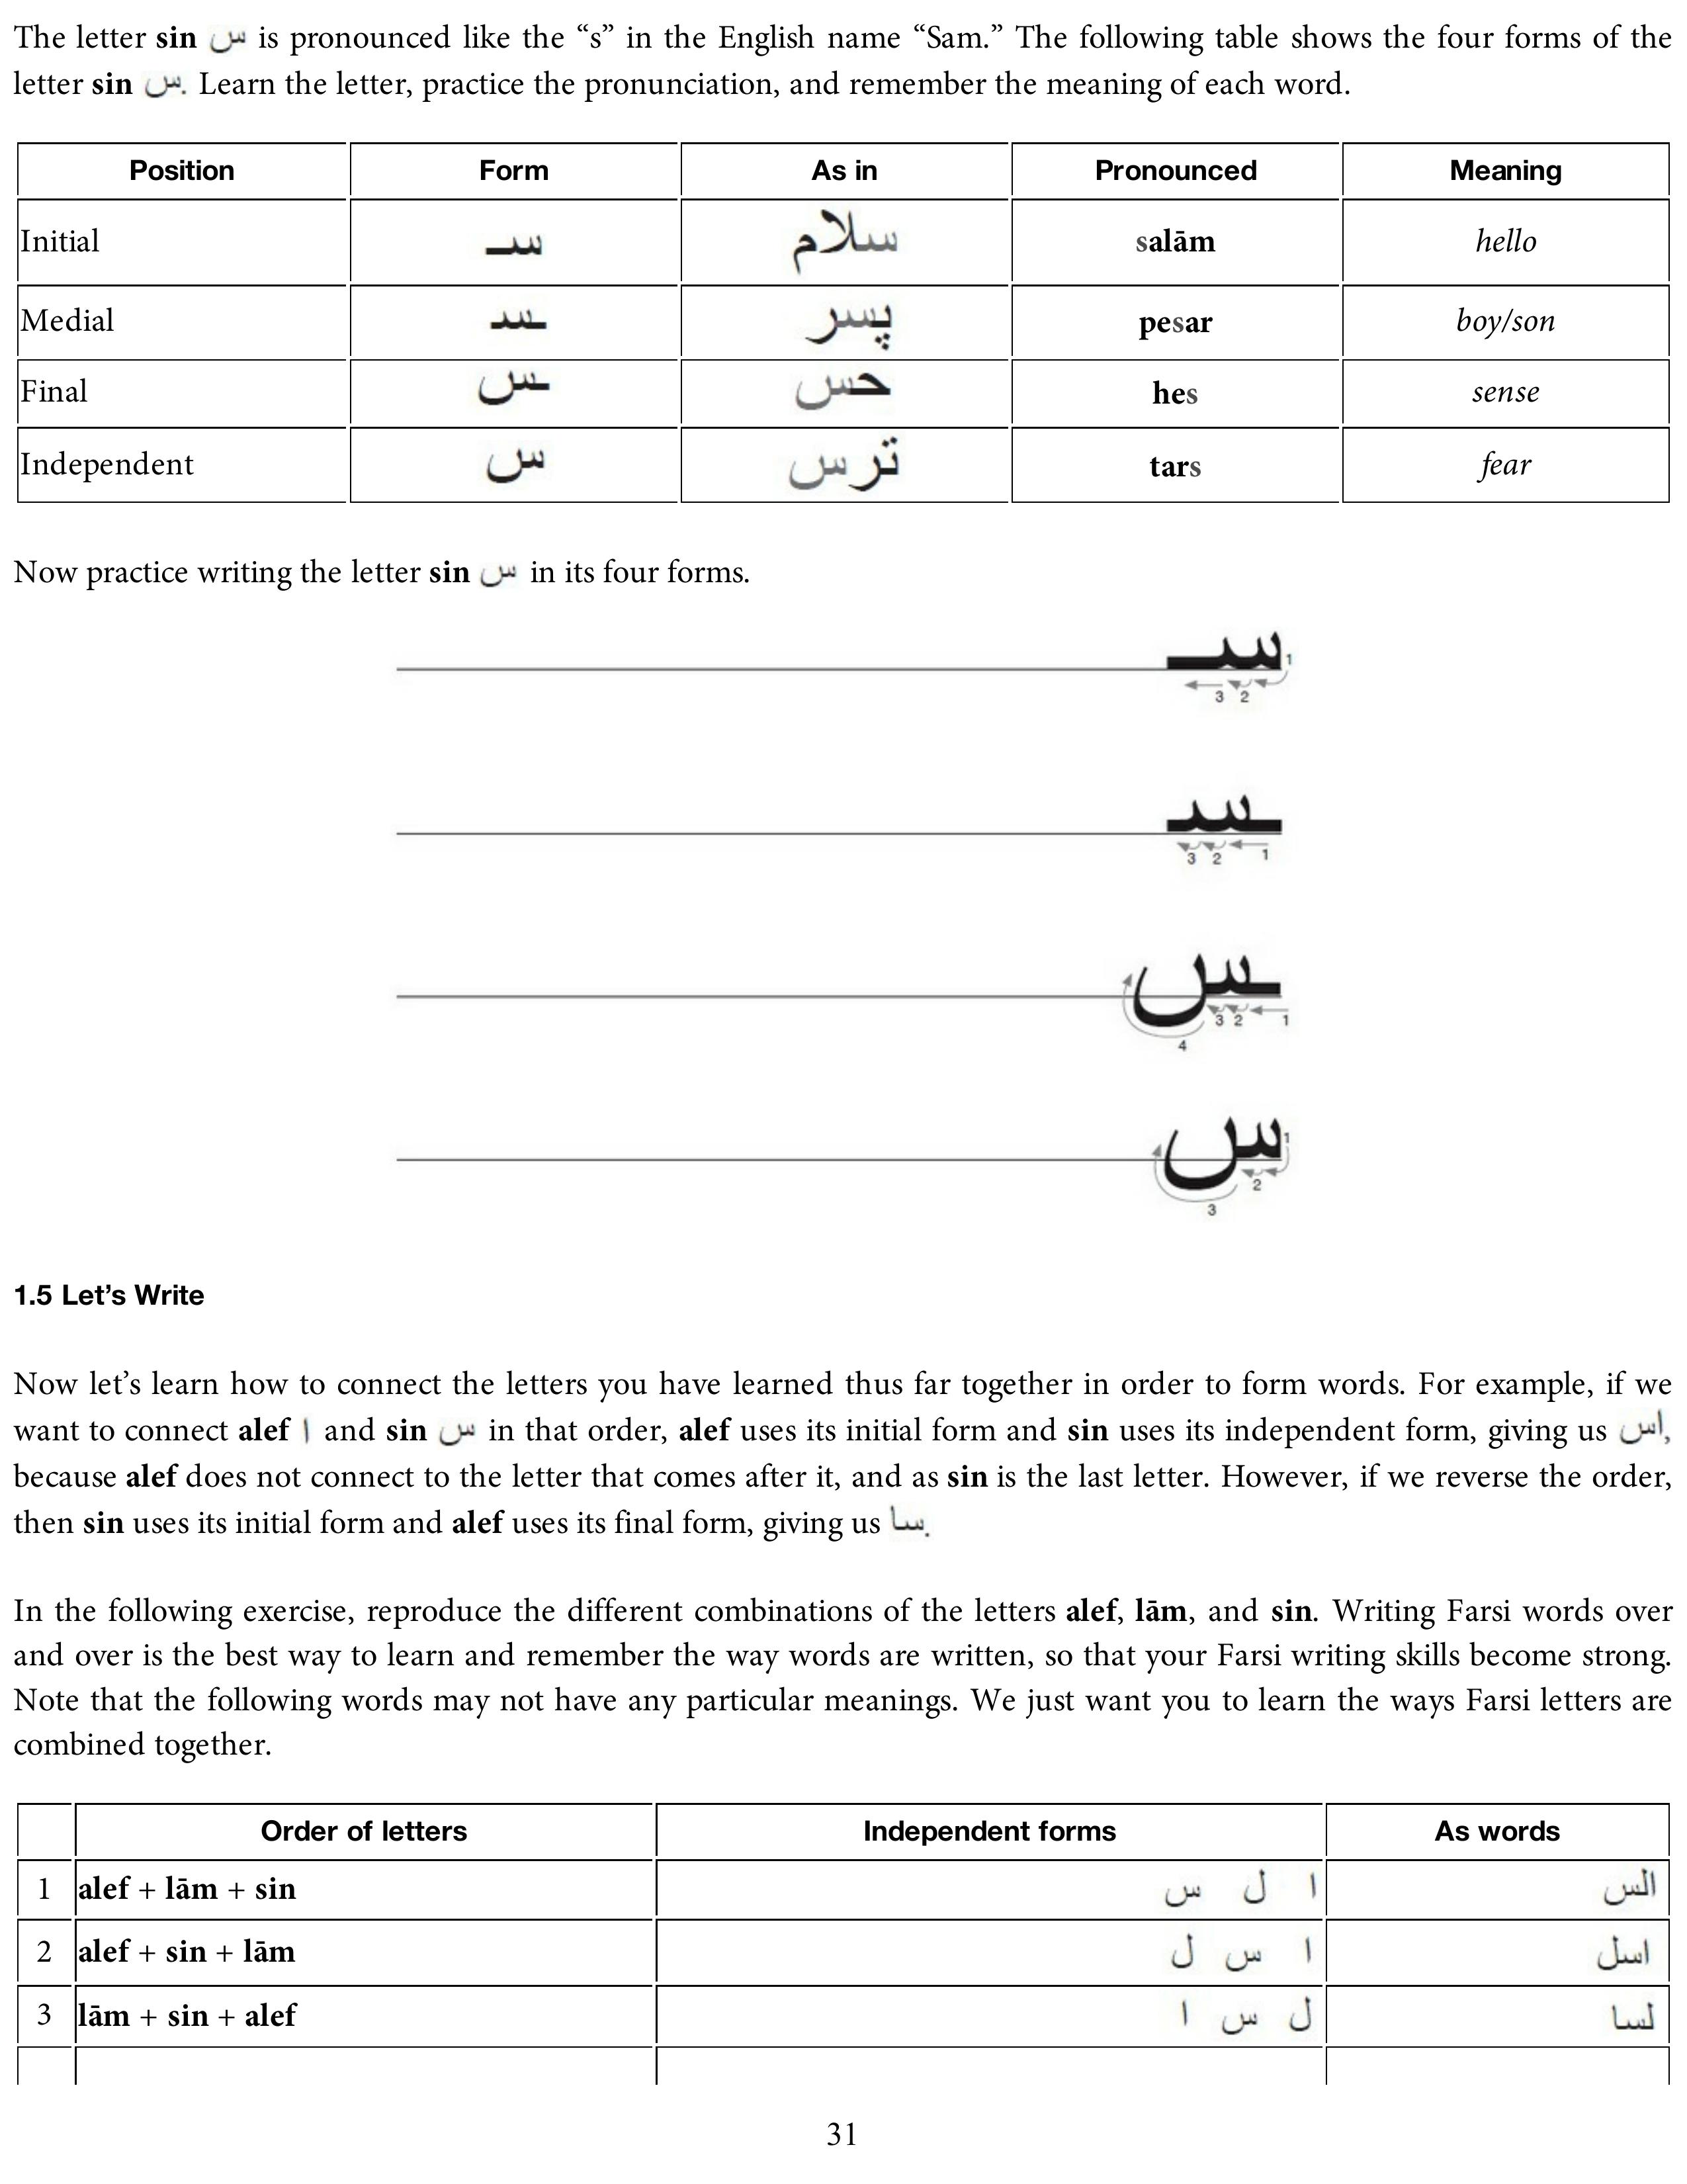 The letter sin س is pronounced like the “s” in the English name “Sam.” The following table shows the four forms of the
letter sin س. Learn the letter, practice the pronunciation, and remember the meaning of each word.
Position Form As in Pronounced Meaning
Initial سـ سلام salām hello
Medial ـسـ پسر pesar boy/son
Final ـس حس hes sense
Independent س ترس tars fear
Now practice writing the letter sin س in its four forms.
سـ 1
3 2
ـسـ
3 2 1
ـس
3 2 1
4
س 1
2
3
1.5 Let’s Write
Now let’s learn how to connect the letters you have learned thus far together in order to form words. For example, if we
want to connect alef ا and sin س in that order, alef uses its initial form and sin uses its independent form, giving us اس,
because alef does not connect to the letter that comes after it, and as sin is the last letter. However, if we reverse the order,
then sin uses its initial form and alef uses its final form, giving us سا.
In the following exercise, reproduce the different combinations of the letters alef, lām, and sin. Writing Farsi words over
and over is the best way to learn and remember the way words are written, so that your Farsi writing skills become strong.
Note that the following words may not have any particular meanings. We just want you to learn the ways Farsi letters are
combined together.
Order of letters Independent forms As words
1 alef + lām + sin ا ل س الس
2 alef + sin + lām ا س ل اسل
3 lām + sin + alef ل س ا لسا
31